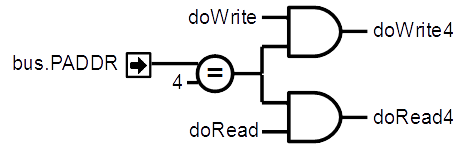 doWrite
doWrite4
bus.PADDR
4
=
doRead4
doRead